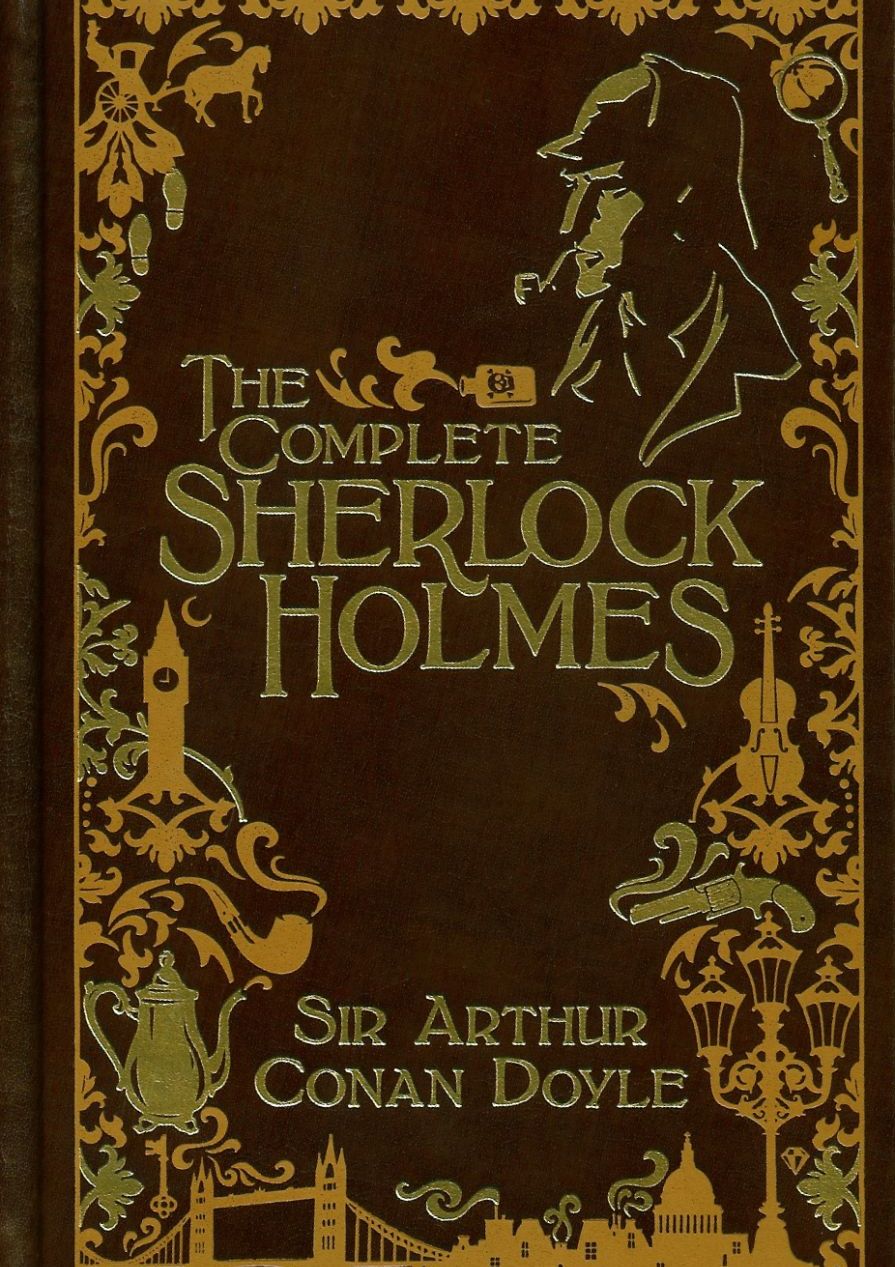 THE
COMPLETE
SHERLOCK
HOLMES
SIR ARTHUR
CONAN DOYLE